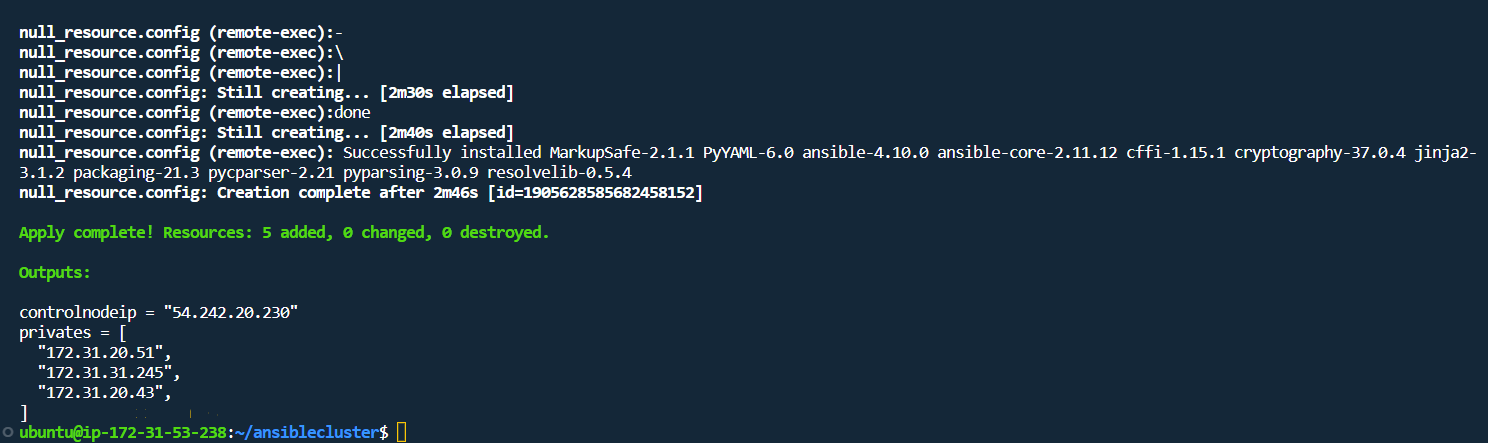 null_resource.config (remote-exec):-
null_resource.config (remote-exec):\
null_resource.config (remote-exec):|
null_resource.config: Still creating... [2m30s elapsed]
null_resource.config (remote-exec):done
null_resource.config: Still creating... [2m40s elapsed]
null_resource.config (remote-exec): Successfully installed MarkupSafe-2.1.1 PyYAML-6.0 ansible-4.10.0 ansible-core-2.11.12 cffi-1.15.1 cryptography-37.0.4 jinja2-
3.1.2 packaging-21.3 pycparser-2.21 pyparsing-3.0.9 resolvelib-0.5.4
null_resource.config: Creation complete after 2m46s [id=1905628585682458152]
Apply complete! Resources: 5 added, 0 changed, 0 destroyed.
Outputs:
controlnodeip = "54.242.20.230"
privates = [
  "172.31.20.51",
  "172.31.31.245",
  "172.31.20.43",
]
ubuntu@ip-172-31-53-238:~/ansiblecluster$